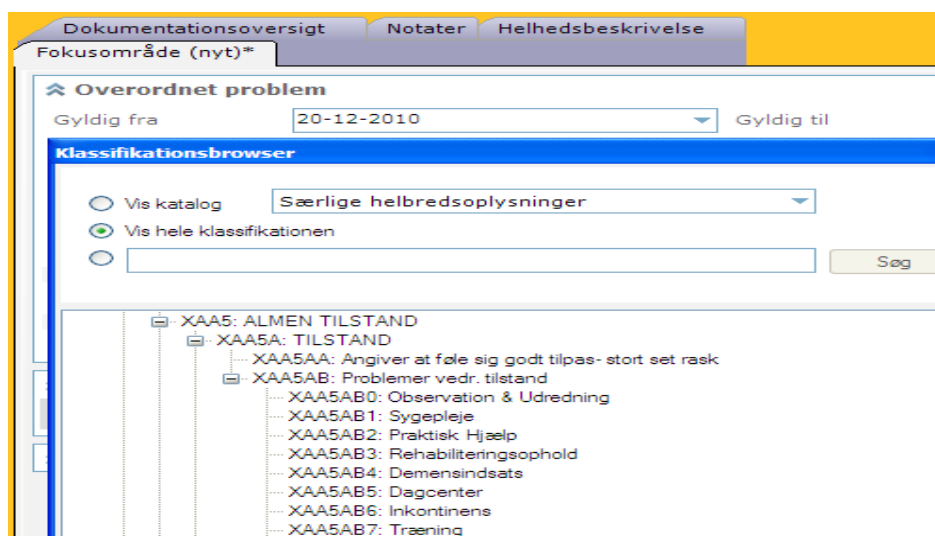 Dokumentationsoversigt Notater Helhedsbeskrivelse
Fokusområde (nyt)*
Overordnet problem
Gyldig fra 20-12-2010 Gyldig til
Klassifikationsbrowser
Vis katalog Særlige helbredsoplysninger
Vis hele klassifikationen
Søg
XAA5: ALMEN TILSTAND
XAA5A: TILSTAND
XAA5AA: Angiver at føle sig godt tilpas- stort set rask
XAA5AB: Problemer vedr. tilstand
XAA5AB0: Observation & Udredning
XAA5AB1: Sygepleje
XAA5AB2: Praktisk Hjælp
XAA5AB3: Rehabiliteringsophold
XAA5AB4: Demensindsats
XAA5AB5: Dagcenter
XAA5AB6: Inkontinens
XAA5AB7: Træning